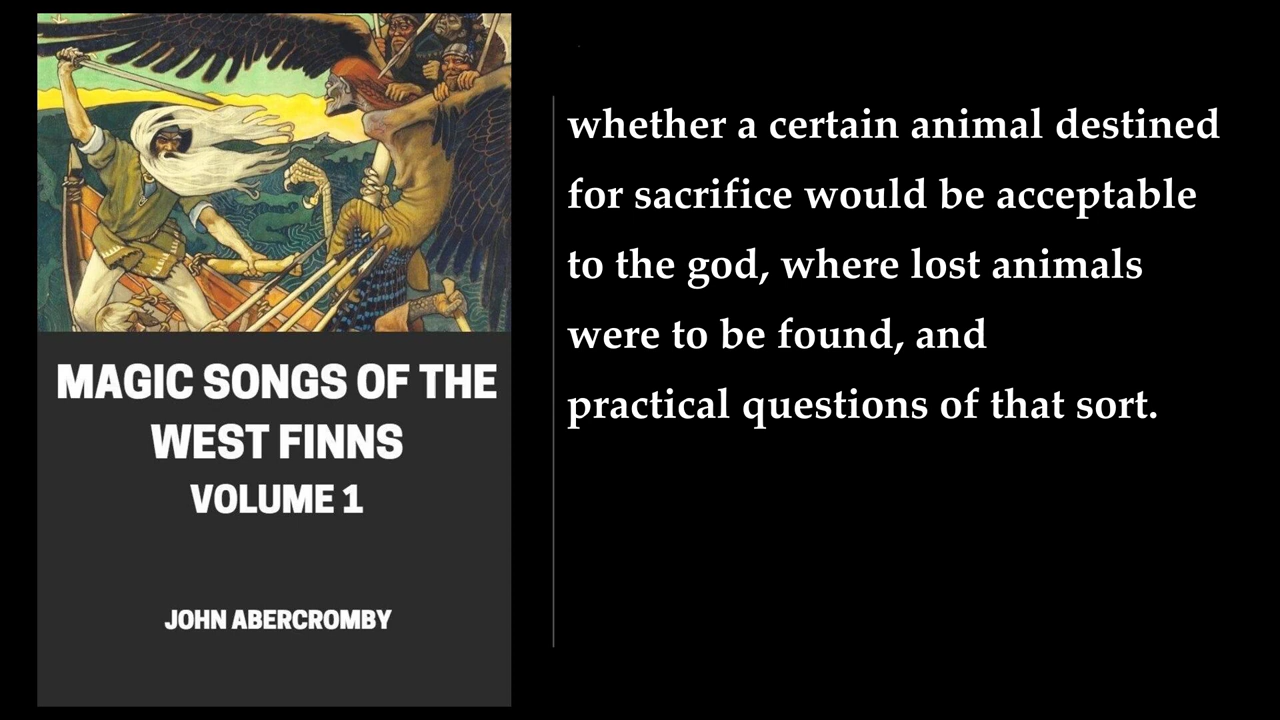 MAGIC SONGS OF THE
WEST FINNS
VOLUME 1
JOHN ABERCROMBY
whether a certain animal destined
for sacrifice would be acceptable
to the god, where lost animals
were to be found, and
practical questions of that sort.